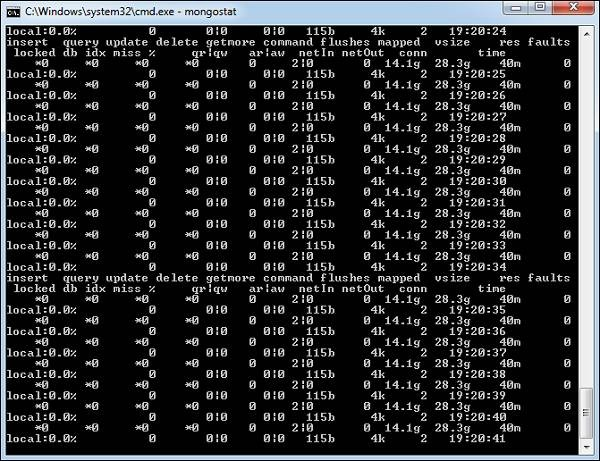 C:\Windows\system32\cmd.exe - mongostat
local:0.0% 0 0|0 0|0 115b 4k 2 19:20:24
insert query update delete getmore command flushes mapped vsize res faults
locked db idx miss % qr|qw ar|aw netIn netOut conn time
*0 *0 *0 *0 0 2|0 0 14.1g 28.3g 40m 0
local:0.0% 0 0|0 0|0 115b 4k 2 19:20:25
*0 *0 *0 *0 0 2|0 0 14.1g 28.3g 40m 0
local:0.0% 0 0|0 0|0 115b 4k 2 19:20:26
*0 *0 *0 *0 0 2|0 0 14.1g 28.3g 40m 0
local:0.0% 0 0|0 0|0 115b 4k 2 19:20:27
*0 *0 *0 *0 0 2|0 0 14.1g 28.3g 40m 0
local:0.0% 0 0|0 0|0 115b 4k 2 19:20:28
*0 *0 *0 *0 0 2|0 0 14.1g 28.3g 40m 0
local:0.0% 0 0|0 0|0 115b 4k 2 19:20:29
*0 *0 *0 *0 0 2|0 0 14.1g 28.3g 40m 0
local:0.0% 0 0|0 0|0 115b 4k 2 19:20:30
*0 *0 *0 *0 0 2|0 0 14.1g 28.3g 40m 0
local:0.0% 0 0|0 0|0 115b 4k 2 19:20:31
*0 *0 *0 *0 0 2|0 0 14.1g 28.3g 40m 0
local:0.0% 0 0|0 0|0 115b 4k 2 19:20:32
*0 *0 *0 *0 0 2|0 0 14.1g 28.3g 40m 0
local:0.0% 0 0|0 0|0 115b 4k 2 19:20:33
*0 *0 *0 *0 0 2|0 0 14.1g 28.3g 40m 0
local:0.0% 0 0|0 0|0 115b 4k 2 19:20:34
insert query update delete getmore command flushes mapped vsize res faults
locked db idx miss % qr|qw ar|aw netIn netOut conn time
*0 *0 *0 *0 0 2|0 0 14.1g 28.3g 40m 0
local:0.0% 0 0|0 0|0 115b 4k 2 19:20:35
*0 *0 *0 *0 0 2|0 0 14.1g 28.3g 40m 0
local:0.0% 0 0|0 0|0 115b 4k 2 19:20:36
*0 *0 *0 *0 0 2|0 0 14.1g 28.3g 40m 0
local:0.0% 0 0|0 0|0 115b 4k 2 19:20:37
*0 *0 *0 *0 0 2|0 0 14.1g 28.3g 40m 0
local:0.0% 0 0|0 0|0 115b 4k 2 19:20:38
*0 *0 *0 *0 0 2|0 0 14.1g 28.3g 40m 0
local:0.0% 0 0|0 0|0 115b 4k 2 19:20:39
*0 *0 *0 *0 0 2|0 0 14.1g 28.3g 40m 0
local:0.0% 0 0|0 0|0 115b 4k 2 19:20:40
*0 *0 *0 *0 0 2|0 0 14.1g 28.3g 40m 0
local:0.0% 0 0|0 0|0 115b 4k 2 19:20:41